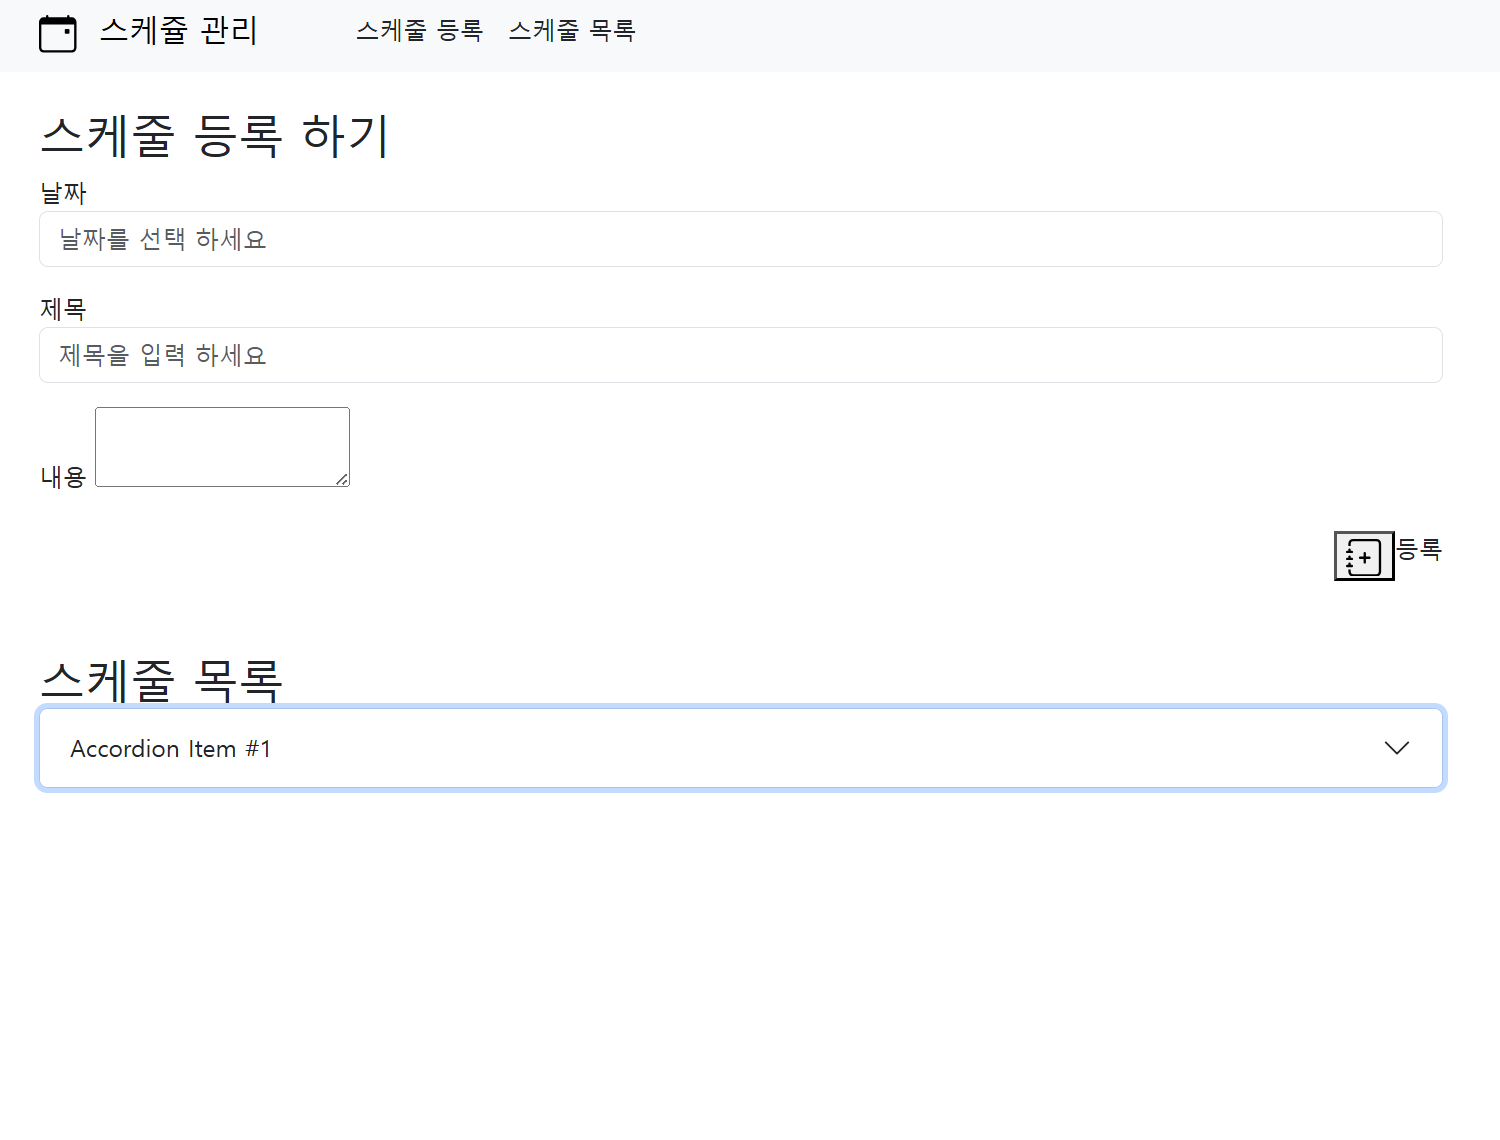 스케쥴 관리 스케줄 등록 스케줄 목록
스케줄 등록 하기
날짜
날짜를 선택 하세요
제목
제목을 입력 하세요
내용
등록
스케줄 목록
Accordion Item #1